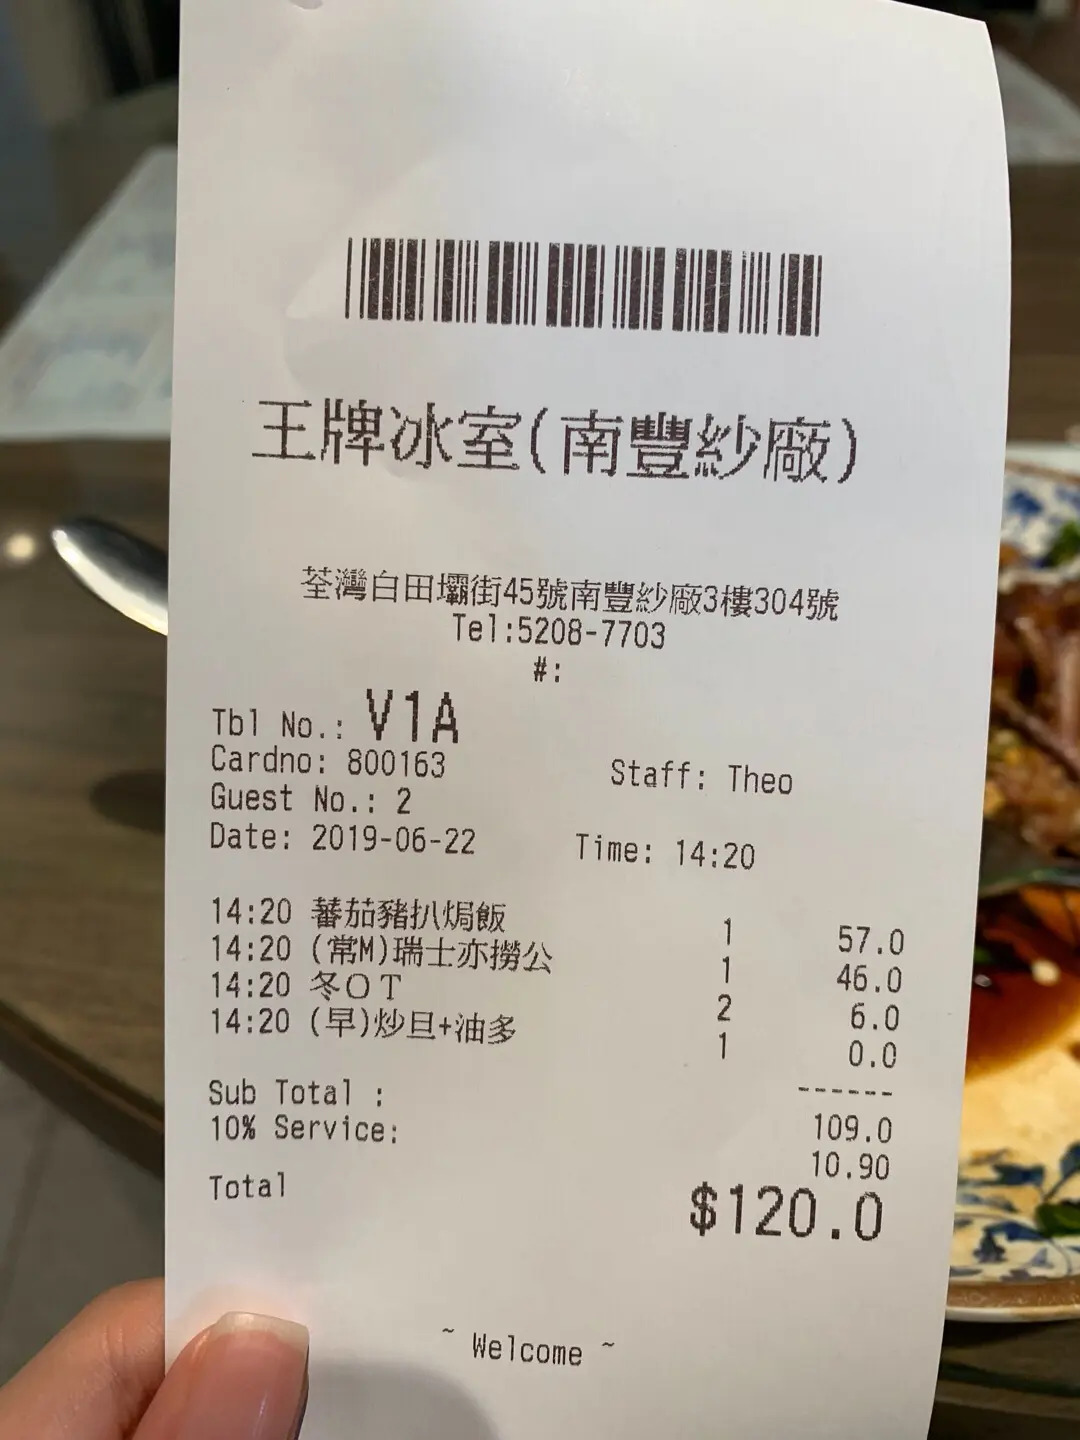 王牌冰室(南豐紗廠)
荃灣白田壩街45號南豐紗廠3樓304號
Tel:5208-7703
#:
Tbl No.: V1A
Cardno: 800163 Staff: Theo
Guest No.: 2
Date: 2019-06-22 Time: 14:20
14:20 蕃茄豬扒焗飯 1 57.0
14:20 (常M)瑞士亦撈公 1 46.0
14:20 冬OT 2 6.0
14:20 (早)炒旦+油多 1 0.0
------
Sub Total : 109.0
10% Service: 10.90
Total $120.0
~ Welcome ~